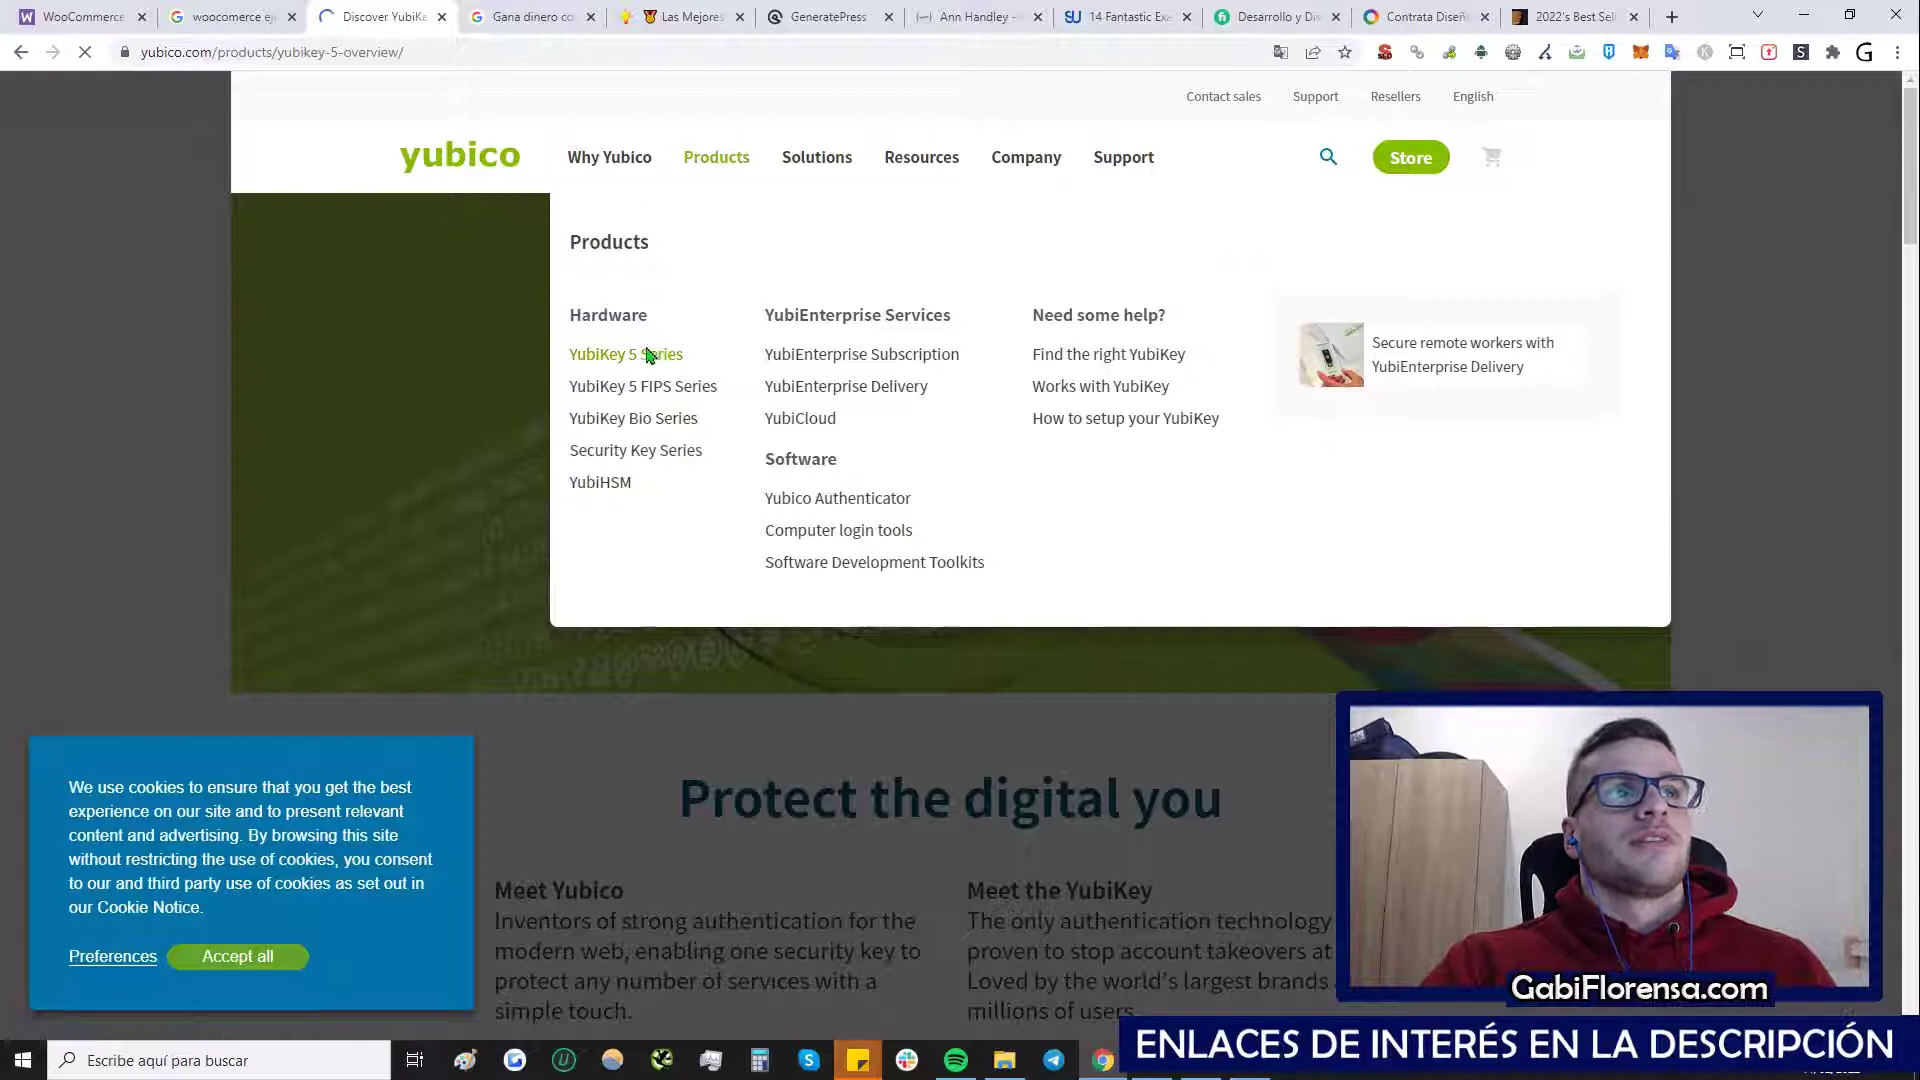 WooCommerce
woocomerce ej
Discover YubiKe
Gana dinero co
Las Mejores
GeneratePress
Ann Handley -
14 Fantastic Exa
Desarrollo y Di
Contrata Diseñ
2022's Best Sel
yubico.com/products/yubikey-5-overview/
Contact sales
Support
Resellers
English
yubico
Why Yubico
Products
Solutions
Resources
Company
Support
Store
Products
Hardware
YubiKey 5 Series
YubiKey 5 FIPS Series
YubiKey Bio Series
Security Key Series
YubiHSM
YubiEnterprise Services
YubiEnterprise Subscription
YubiEnterprise Delivery
YubiCloud
Software
Yubico Authenticator
Computer login tools
Software Development Toolkits
Need some help?
Find the right YubiKey
Works with YubiKey
How to setup your YubiKey
Secure remote workers with
YubiEnterprise Delivery
Protect the digital you
Meet Yubico
Inventors of strong authentication for the
modern web, enabling one security key to
protect any number of services with a
simple touch.
Meet the YubiKey
The only authentication technology
proven to stop account takeovers at
Loved by the world's largest brands
millions of users.
We use cookies to ensure that you get the best
experience on our site and to present relevant
content and advertising. By browsing this site
without restricting the use of cookies, you consent
to our and third party use of cookies as set out in
our Cookie Notice.
Preferences
Accept all
GabiFlorensa.com
ENLACES DE INTERÉS EN LA DESCRIPCIÓN
Escribe aquí para buscar